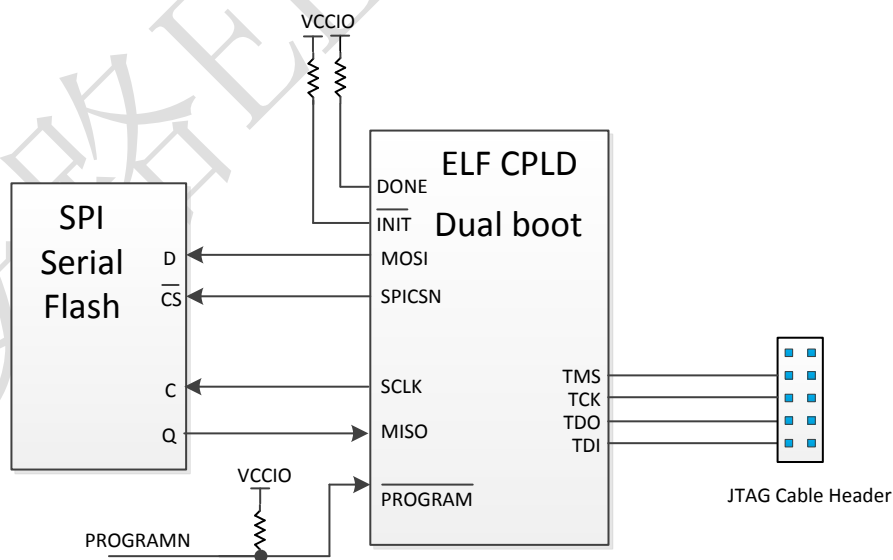 VCCIO
ELF CPLD
Dual boot
DONE
INIT
MOSI
SPICSN
SCLK
MISO
PROGRAM
TMS
TCK
TDO
TDI
SPI
Serial
Flash
D
CS
C
Q
VCCIO
PROGRAMN
JTAG Cable Header